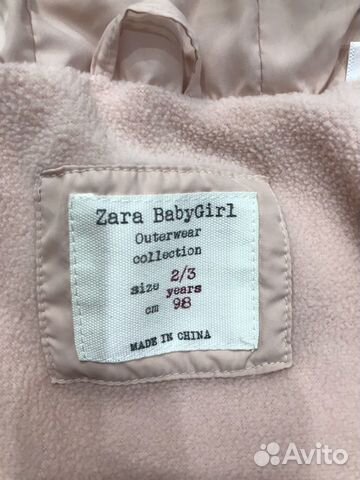 Zara BabyGirl
Outerwear
collection
size 2/3
years
cm 98
MADE IN CHINA
Avito